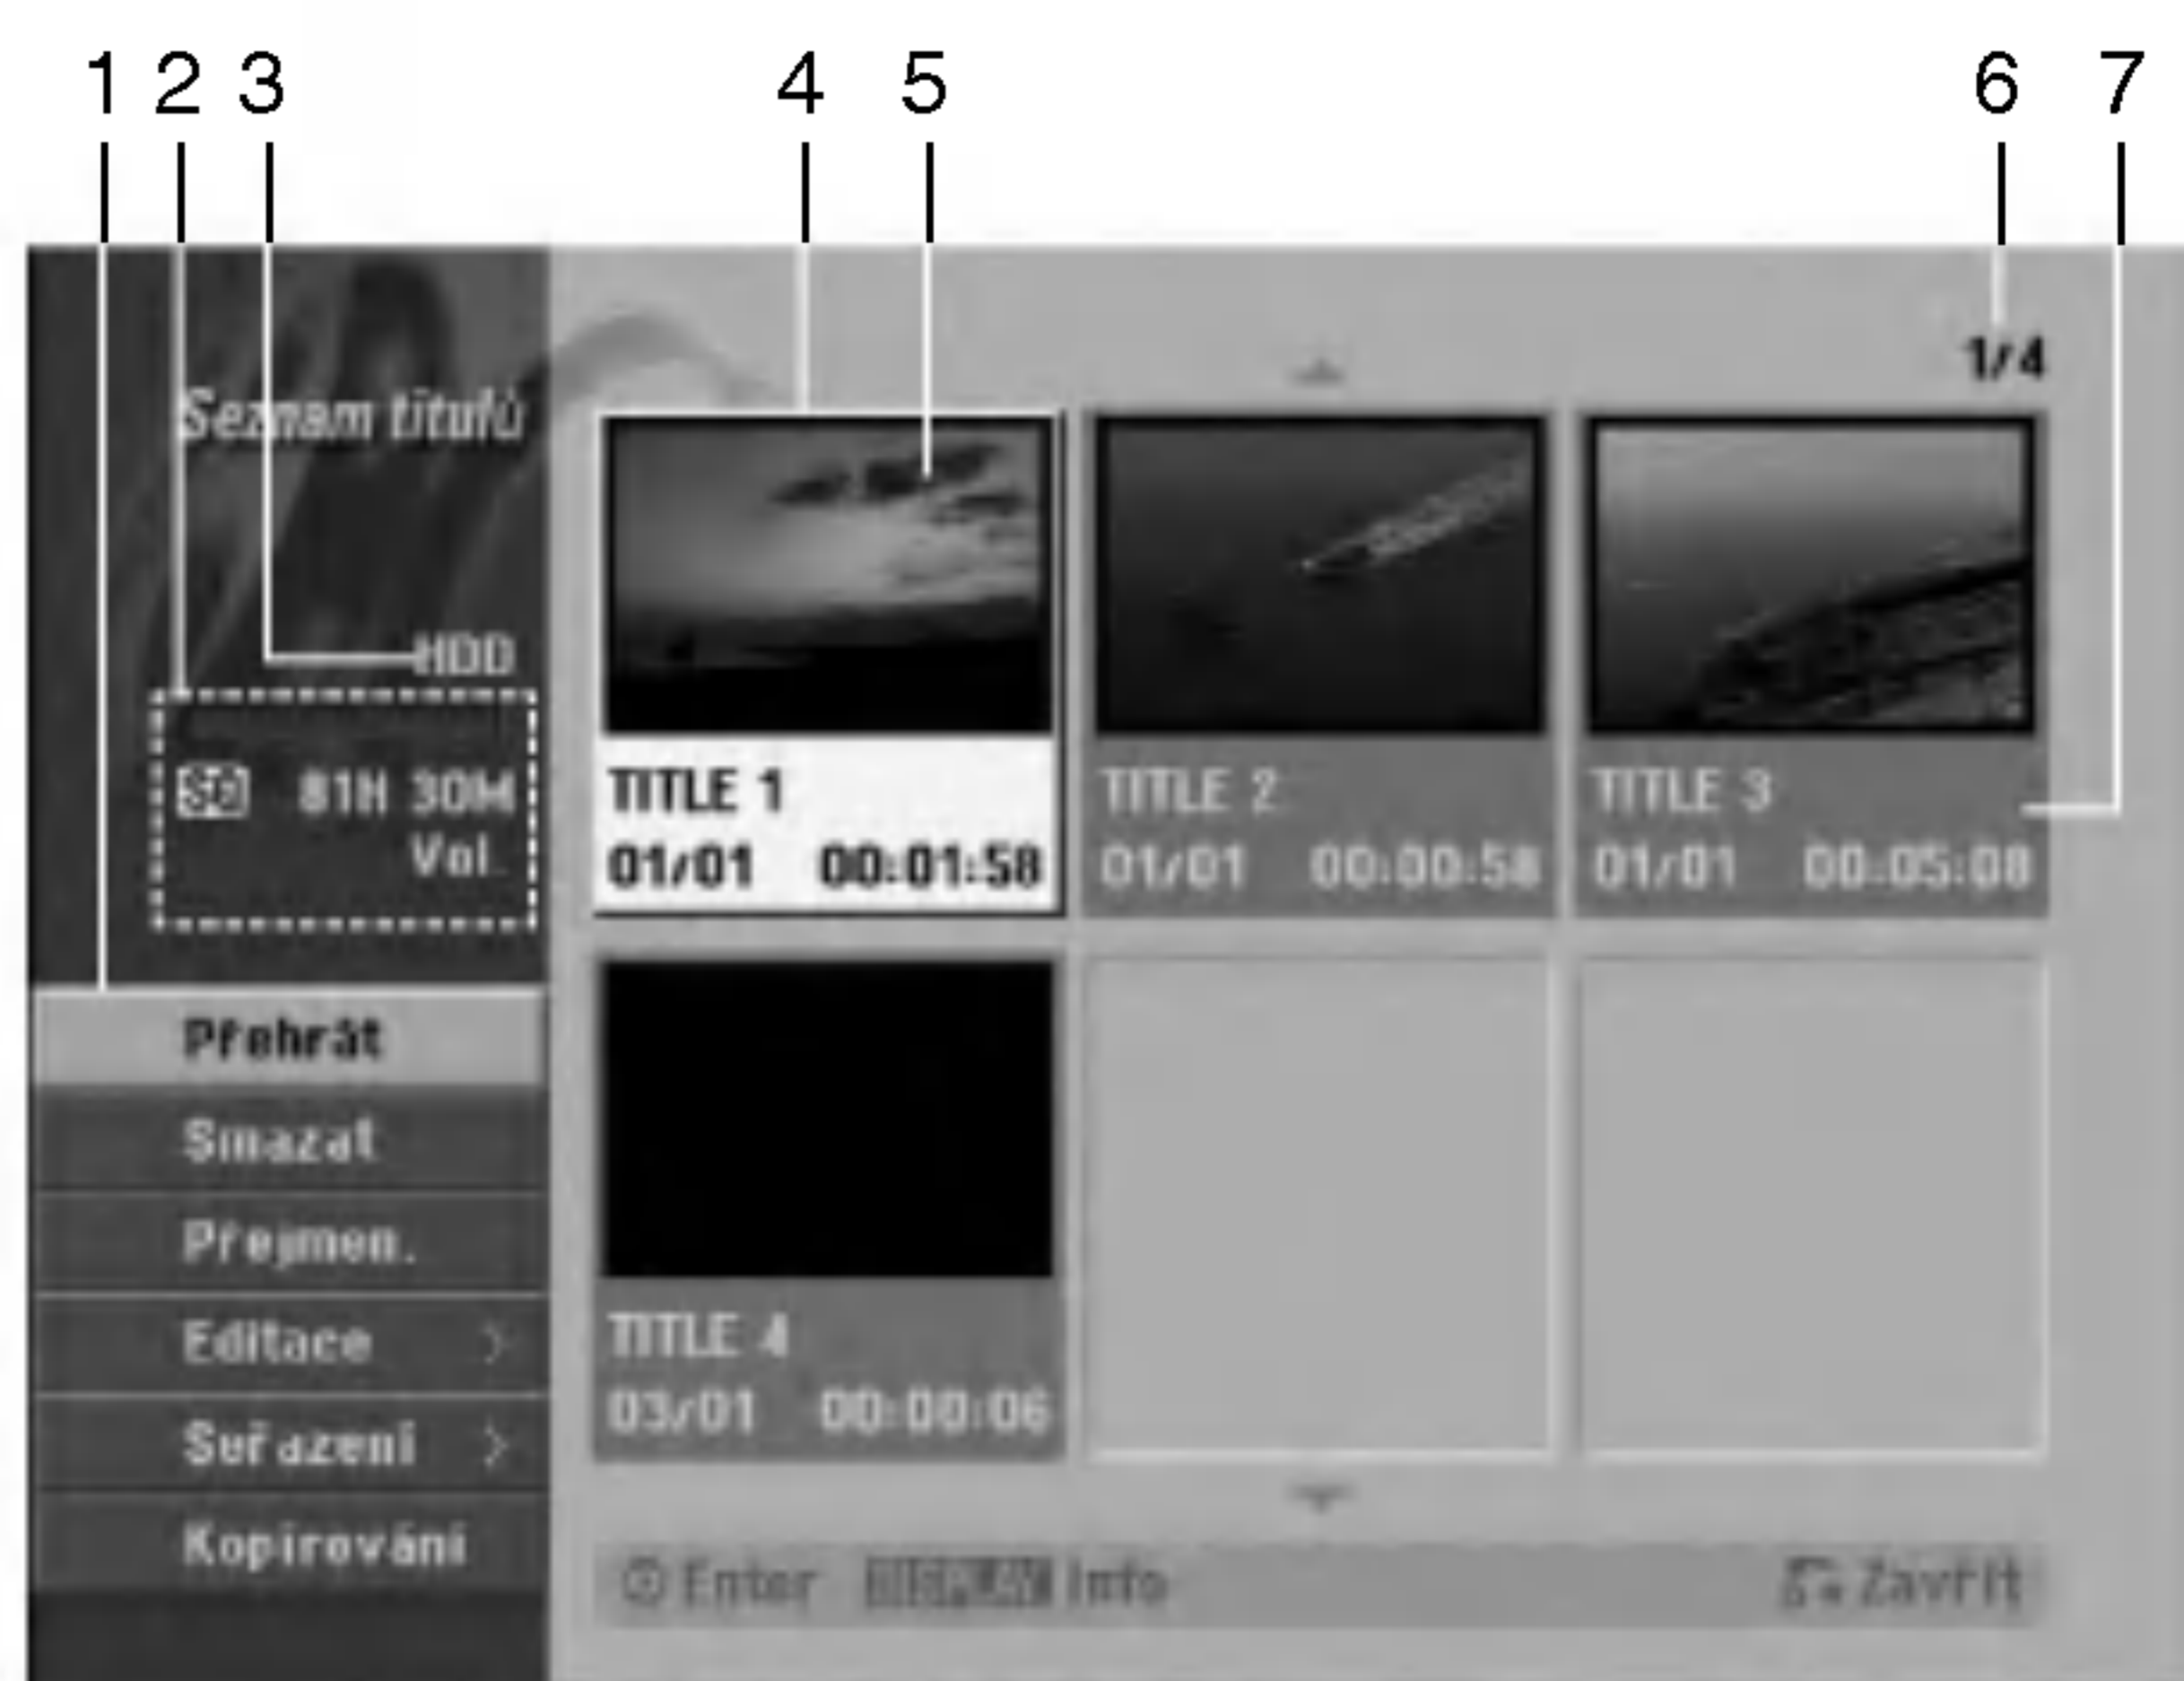 1 2 3 4 5 6 7
Seznam titulů
1/4
HDD
SQ 81H 30M
Vol.
TITLE 1
01/01 00:01:58
TITLE 2
01/01 00:00:58
TITLE 3
01/01 00:05:08
Přehrát
Smazat
Přejmen.
Editace >
Seřazení >
Kopírování
TITLE 4
03/01 00:00:06
Enter
Info
Zavřít